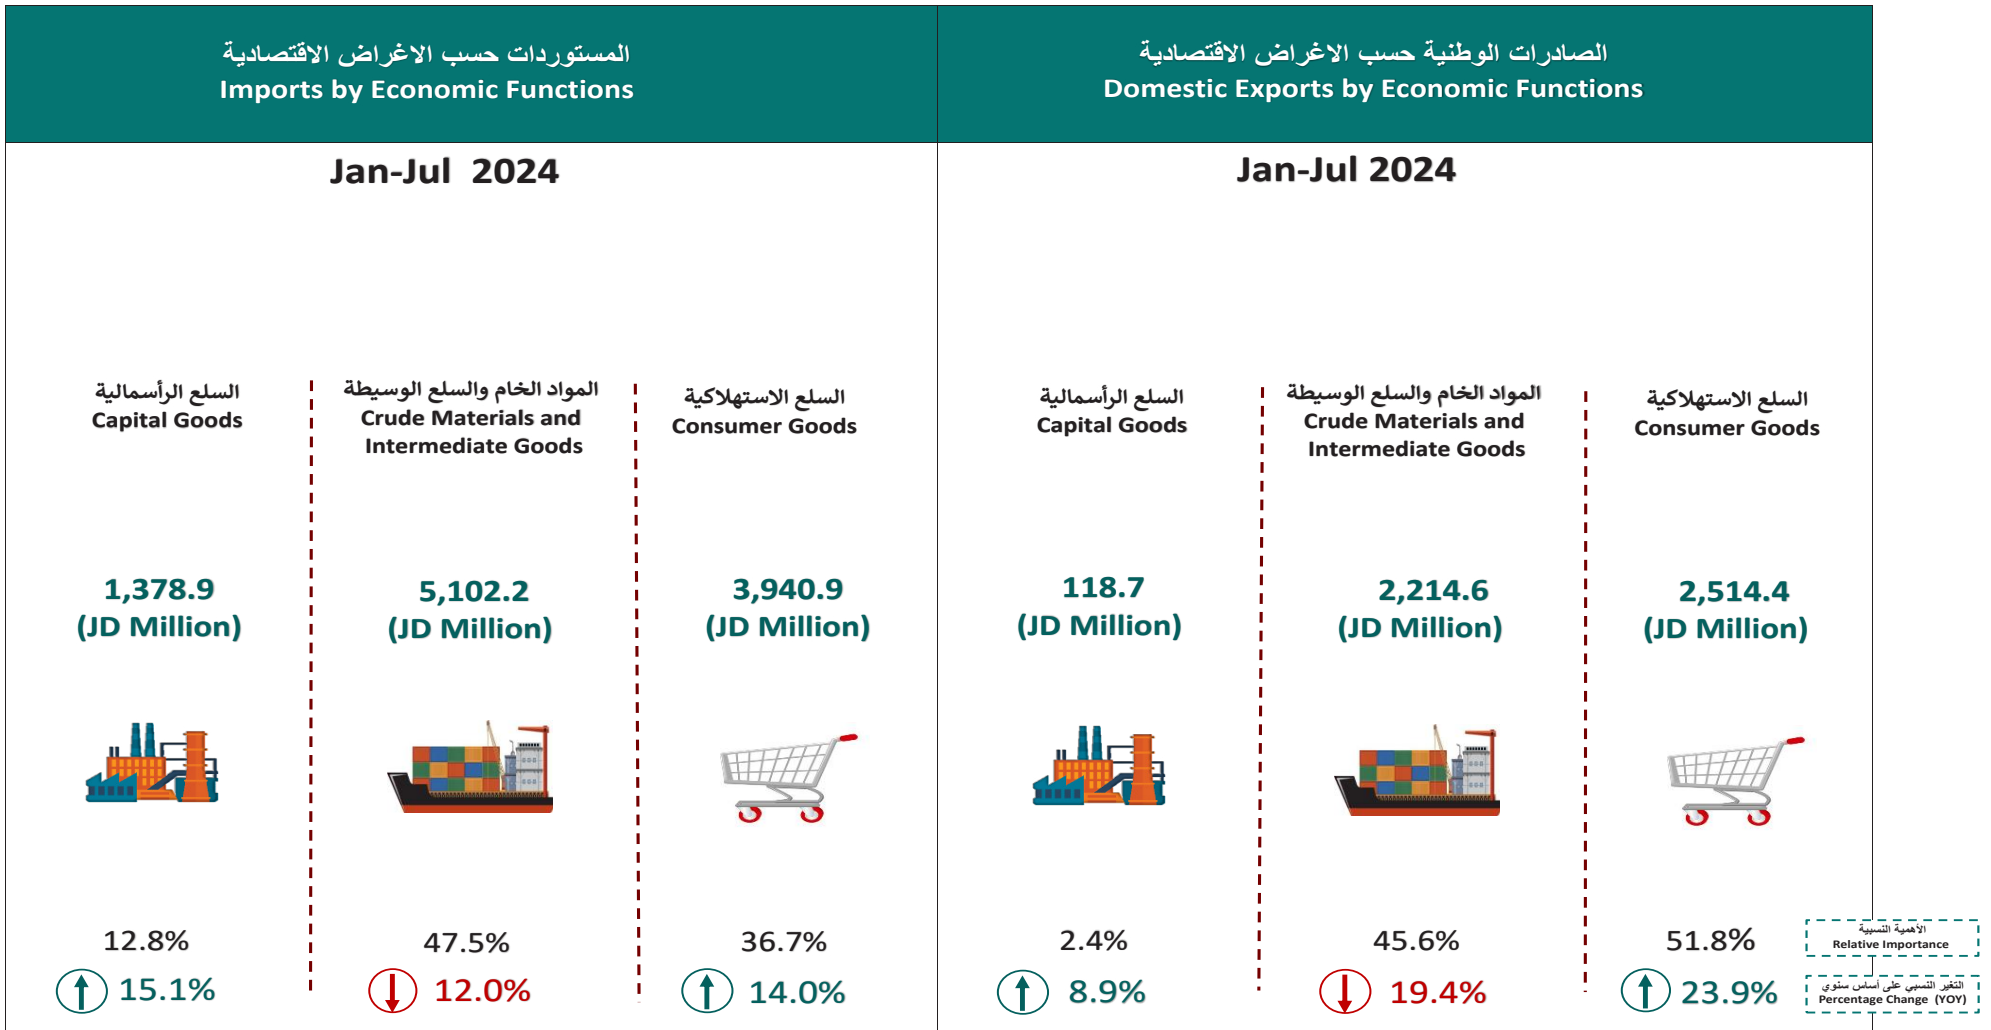 المستوردات حسب الاغراض الاقتصادية
Imports by Economic Functions
Jan-Jul 2024
السلع الرأسمالية
Capital Goods
1,378.9
(JD Million)
12.8%
15.1%
المواد الخام والسلع الوسيطة
Crude Materials and
Intermediate Goods
5,102.2
(JD Million)
47.5%
12.0%
السلع الاستهلاكية
Consumer Goods
3,940.9
(JD Million)
36.7%
14.0%
الصادرات الوطنية حسب الاغراض الاقتصادية
Domestic Exports by Economic Functions
Jan-Jul 2024
السلع الرأسمالية
Capital Goods
118.7
(JD Million)
2.4%
8.9%
المواد الخام والسلع الوسيطة
Crude Materials and
Intermediate Goods
2,214.6
(JD Million)
45.6%
19.4%
السلع الاستهلاكية
Consumer Goods
2,514.4
(JD Million)
51.8%
23.9%
الأهمية النسبية
Relative Importance
التغير النسبي على أساس سنوي
Percentage Change (YOY)